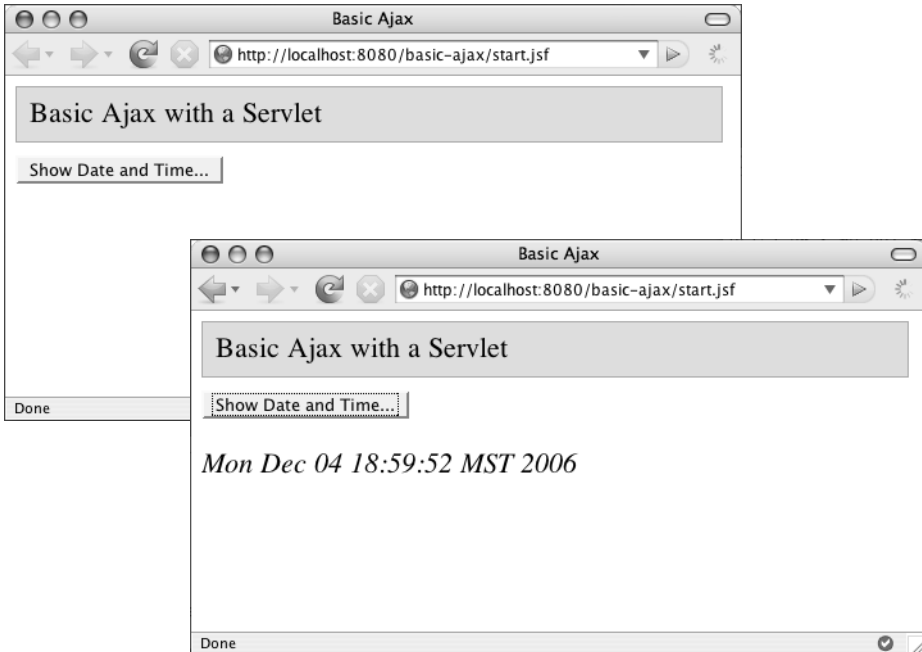 Basic Ajax
http://localhost:8080/basic-ajax/start.jsf
Basic Ajax with a Servlet
Show Date and Time...
Done
Basic Ajax
http://localhost:8080/basic-ajax/start.jsf
Basic Ajax with a Servlet
Show Date and Time...
Mon Dec 04 18:59:52 MST 2006
Done